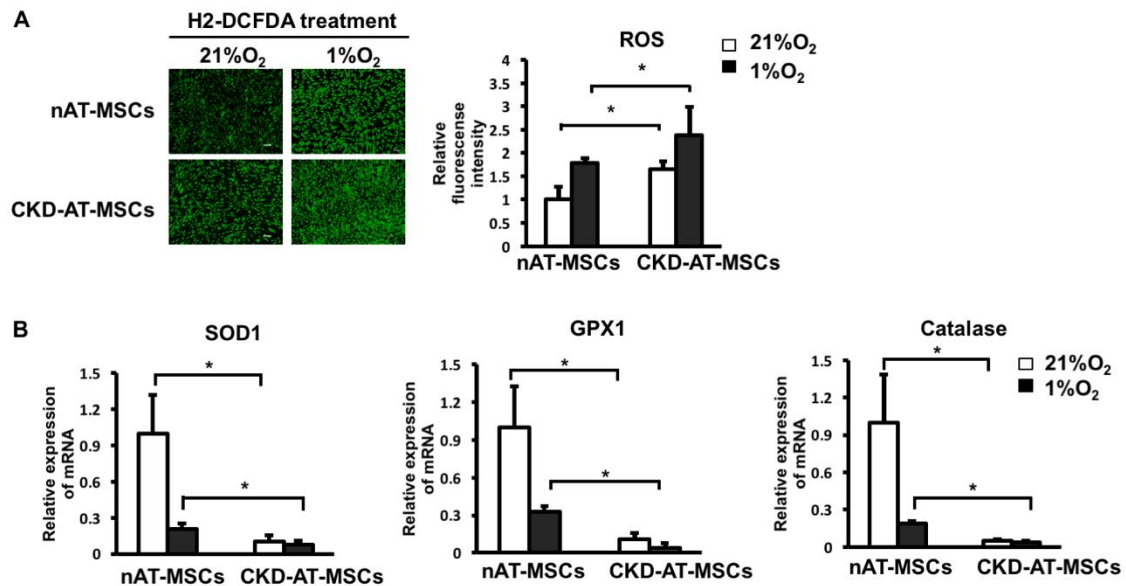 A
H2-DCFDA treatment
21%O2
1%O2
nAT-MSCs
CKD-AT-MSCs
ROS
21%O2
1%O2
Relative
fluorescense
intensity
4
3.5
3
2.5
2
1.5
1
0.5
0
*
*
nAT-MSCs
CKD-AT-MSCs
B
SOD1
Relative expression
of mRNA
1.5
1.2
0.9
0.6
0.3
0
*
*
nAT-MSCs
CKD-AT-MSCs
GPX1
Relative expression
of mRNA
1.5
1.2
0.9
0.6
0.3
0
*
*
nAT-MSCs
CKD-AT-MSCs
Catalase
21%O2
1%O2
Relative expression
of mRNA
1.5
1.2
0.9
0.6
0.3
0
*
*
nAT-MSCs
CKD-AT-MSCs